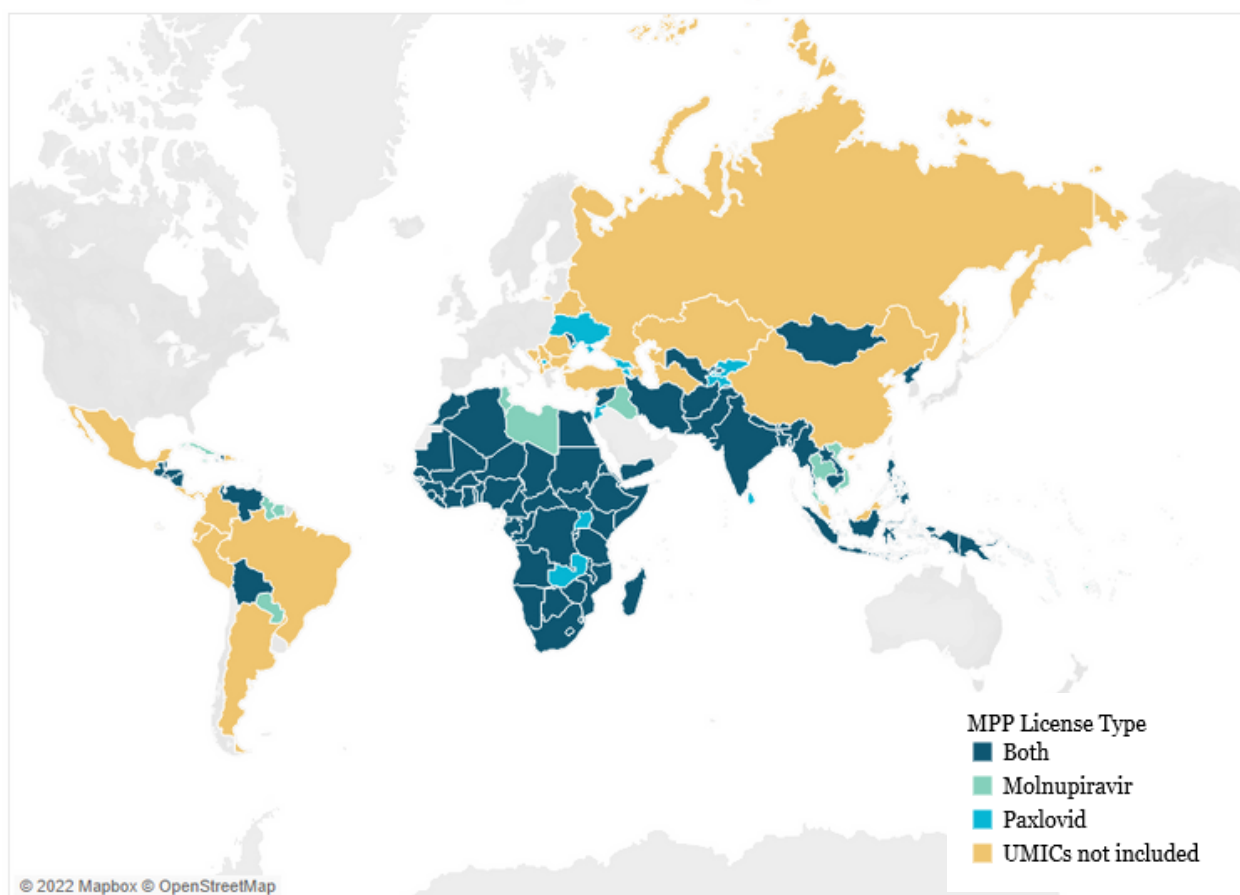 MPP License Type
Both
Molnupiravir
Paxlovid
UMICs not included
© 2022 Mapbox © OpenStreetMap